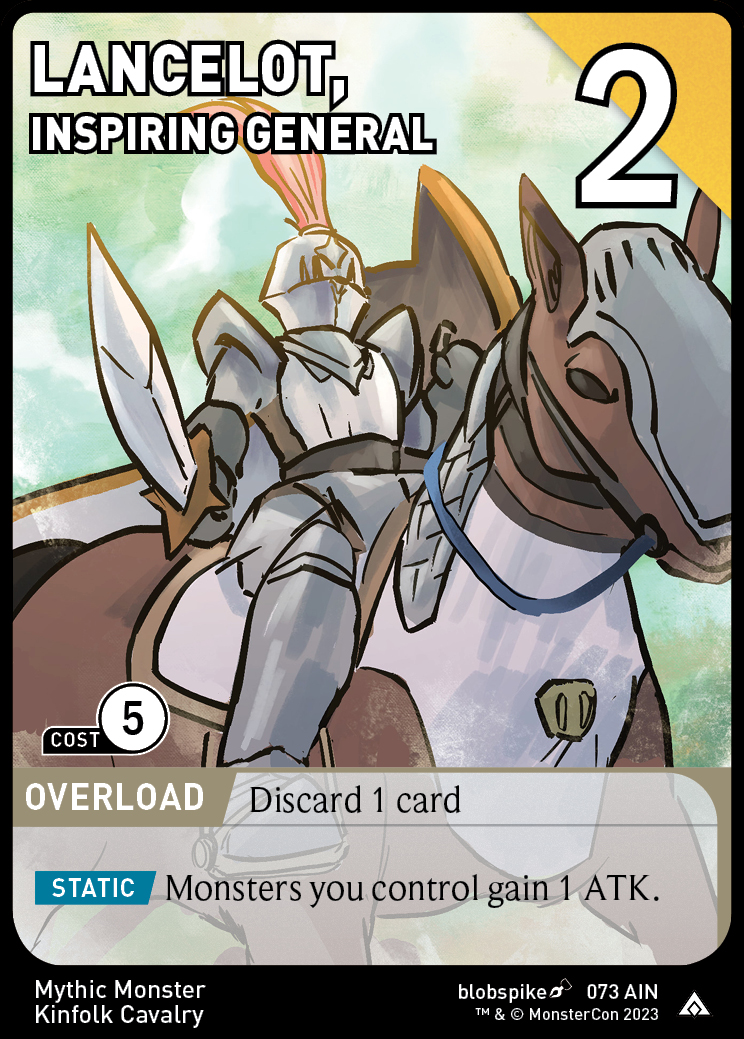 LANCELOT,
INSPIRING GENERAL
2
COST 5
OVERLOAD Discard 1 card
STATIC Monsters you control gain 1 ATK.
Mythic Monster
Kinfolk Cavalry
blobspike 073 AIN
™ & © MonsterCon 2023